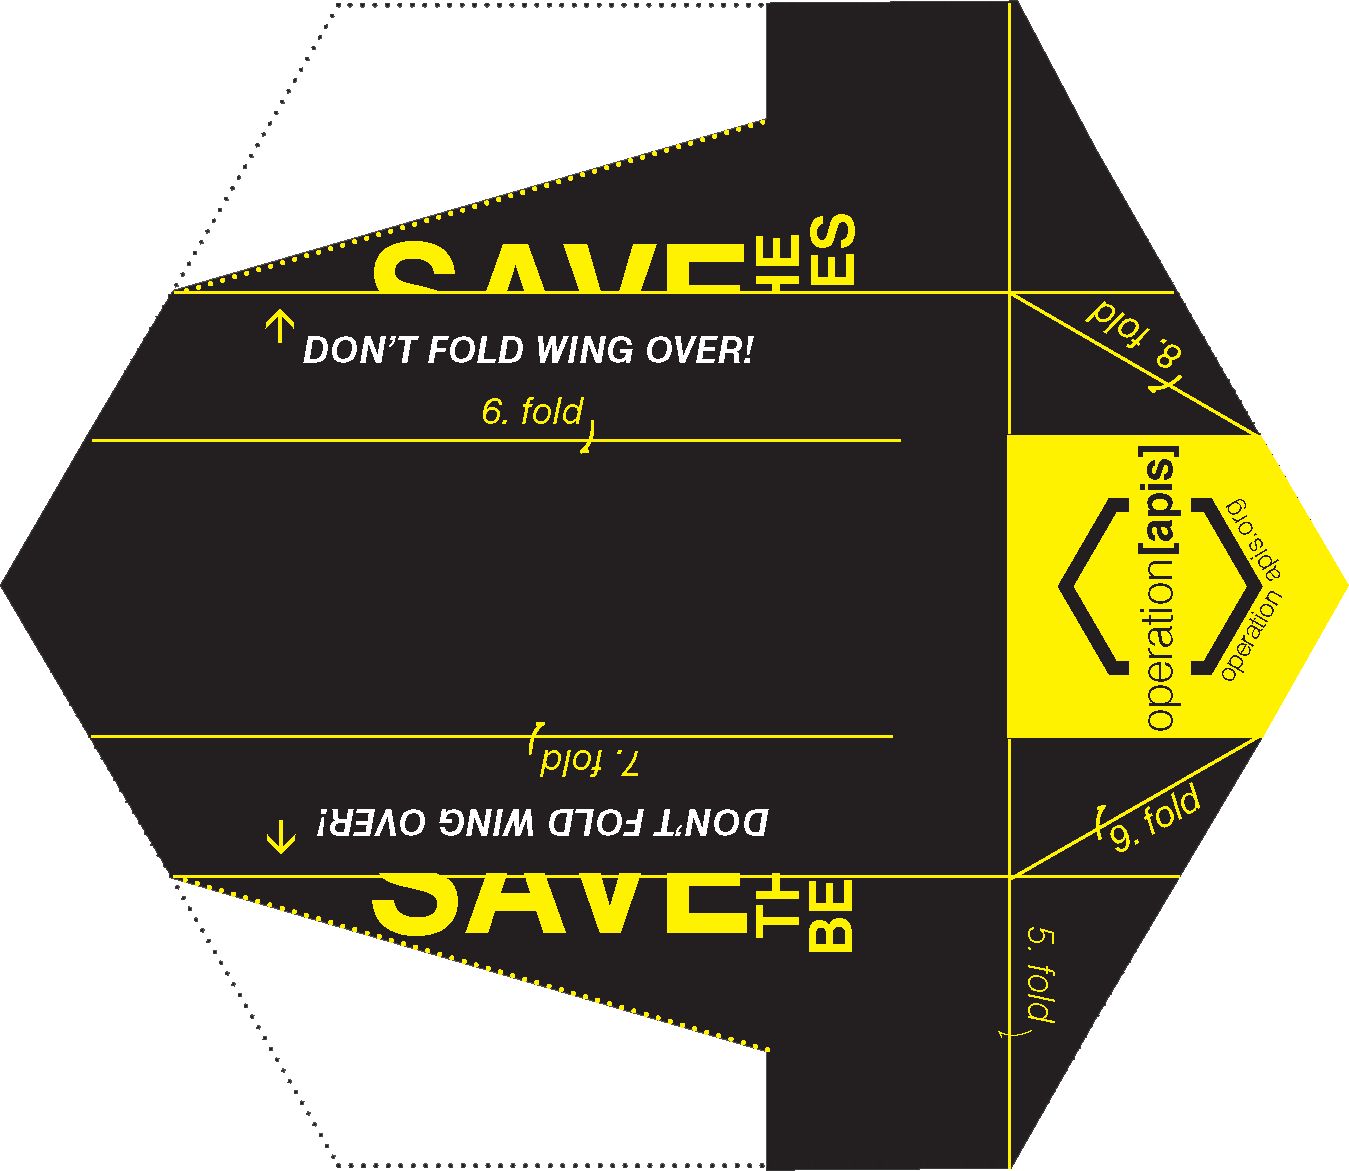 SAVE
HE
ES
DON'T FOLD WING OVER!
6. fold
8. fold
operation[apis]
operation apis.org
7. fold
DON'T FOLD WING OVER!
9. fold
SAVE
TH
BE
5. fold